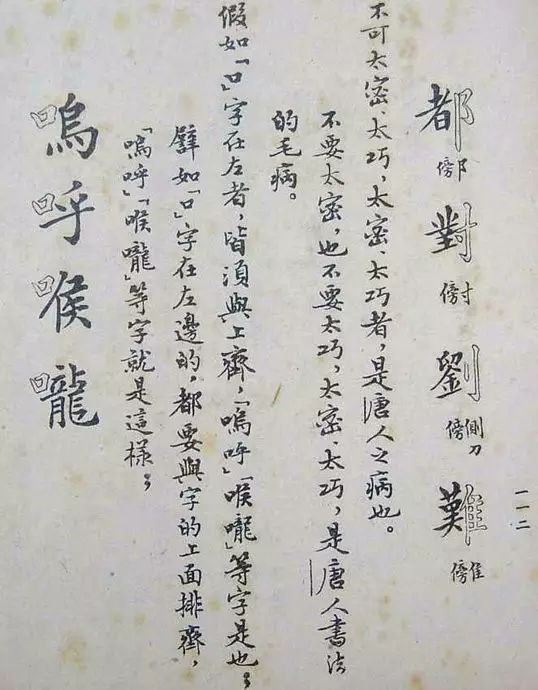 都 對 劉 難
阝傍 寸傍 側刀傍 隹傍
一一二
不可太密、太巧，太密、太巧者，是唐人之病也。
不要太密，也不要太巧，太密、太巧，是唐人書法
的毛病。
假如「口」字在左者，皆須與上齊，「嗚呼」「喉嚨」等字是也。
譬如「口」字在左邊的，都要與字的上面排齊，
「嗚呼」「喉嚨」等字就是這樣。
嗚呼喉嚨